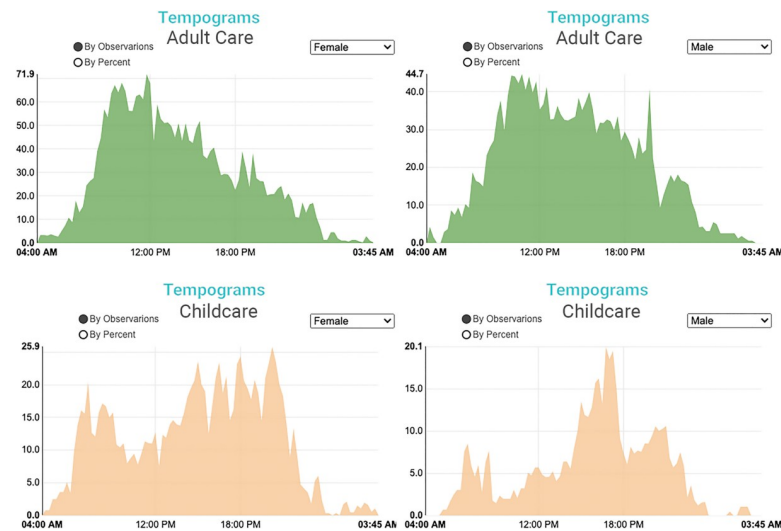 Tempograms
Adult Care
By Observarions
By Percent
Female
71.9
60.0
50.0
40.0
30.0
20.0
10.0
0.0
04:00 AM 12:00 PM 18:00 PM 03:45 AM
Tempograms
Adult Care
By Observarions
By Percent
Male
44.7
40.0
30.0
20.0
10.0
0.0
04:00 AM 12:00 PM 18:00 PM 03:45 AM
Tempograms
Childcare
By Observarions
By Percent
Female
25.9
20.0
15.0
10.0
5.0
0.0
04:00 AM 12:00 PM 18:00 PM 03:45 AM
Tempograms
Childcare
By Observarions
By Percent
Male
20.1
15.0
10.0
5.0
0.0
04:00 AM 12:00 PM 18:00 PM 03:45 AM